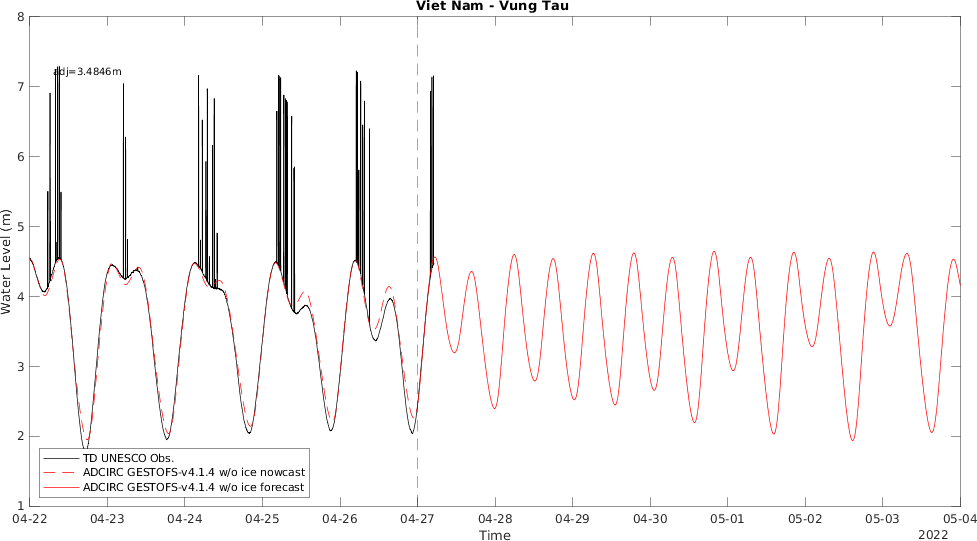 Viet Nam - Vung Tau
8
7
6
5
4
3
2
1
Water Level (m)
adj=3.4846m
TD UNESCO Obs.
ADCIRC GESTOFS-v4.1.4 w/o ice nowcast
ADCIRC GESTOFS-v4.1.4 w/o ice forecast
04-22 04-23 04-24 04-25 04-26 04-27 04-28 04-29 04-30 05-01 05-02 05-03 05-04
Time
2022